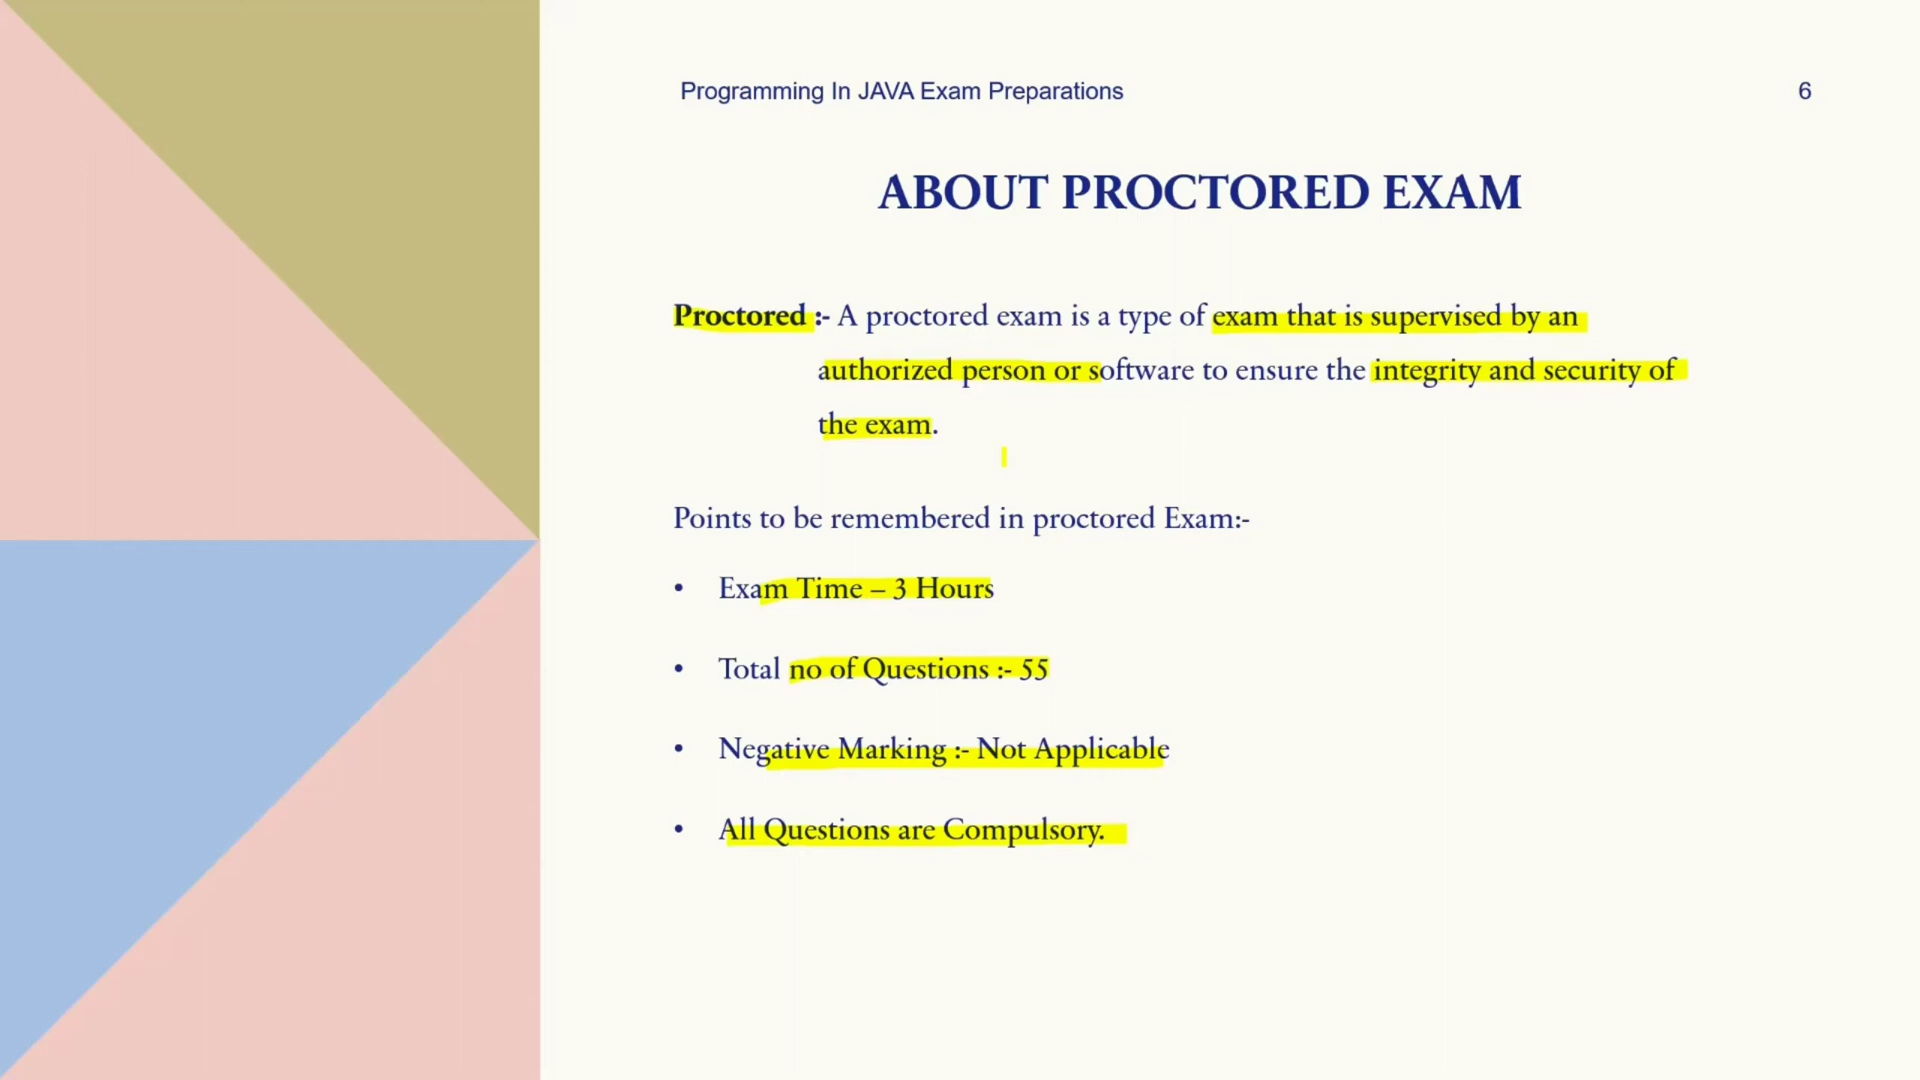 Programming In JAVA Exam Preparations 6
ABOUT PROCTORED EXAM
Proctored :- A proctored exam is a type of exam that is supervised by an
authorized person or software to ensure the integrity and security of
the exam.
Points to be remembered in proctored Exam:-
• Exam Time – 3 Hours
• Total no of Questions :- 55
• Negative Marking :- Not Applicable
• All Questions are Compulsory.